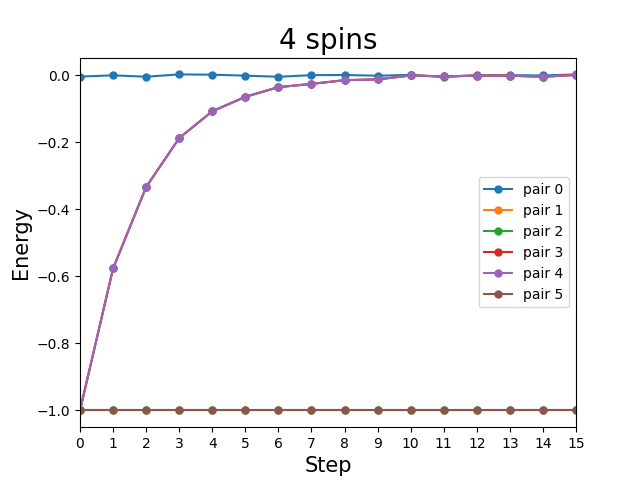 4 spins
Energy
0.0
−0.2
−0.4
−0.6
−0.8
−1.0
pair 0
pair 1
pair 2
pair 3
pair 4
pair 5
0 1 2 3 4 5 6 7 8 9 10 11 12 13 14 15
Step